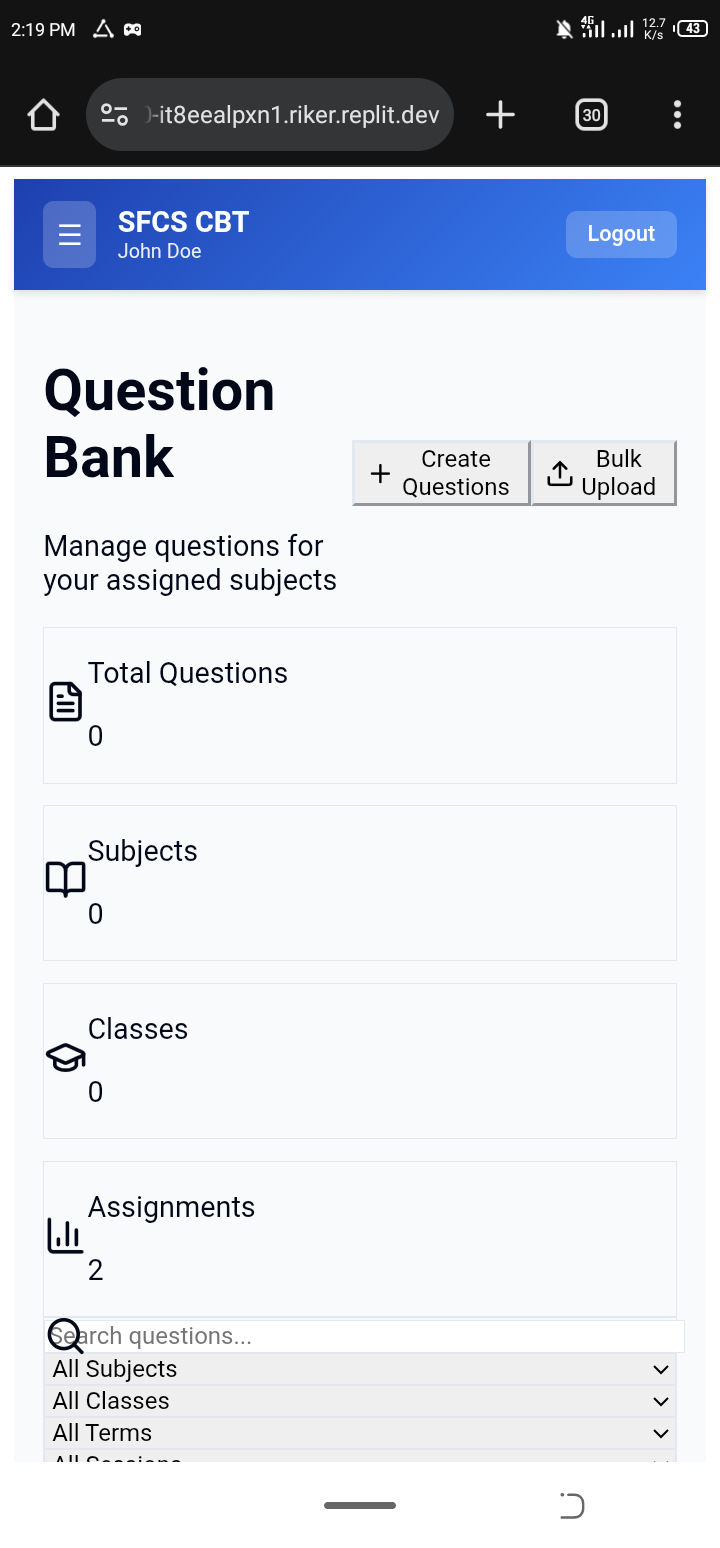 2:19 PM
4G
12.7
K/s
43
-it8eealpxn1.riker.replit.dev
30
☰
SFCS CBT
John Doe
Logout
Question
Bank
Create
Questions
Bulk
Upload
Manage questions for
your assigned subjects
Total Questions
0
Subjects
0
Classes
0
Assignments
2
Search questions...
All Subjects
All Classes
All Terms
All Sessions